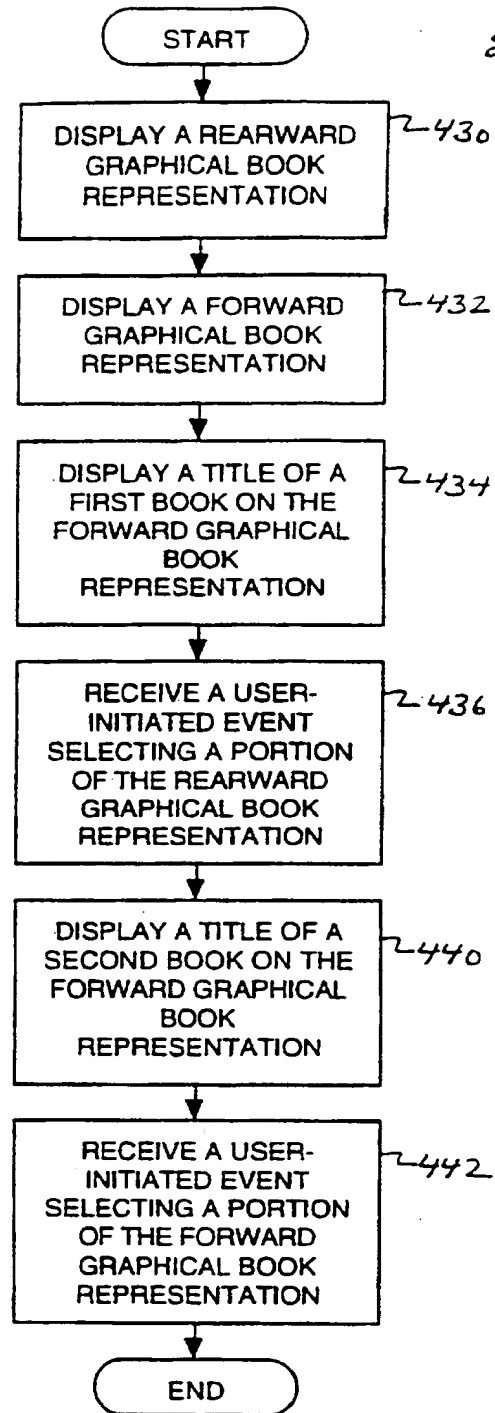 START
DISPLAY A REARWARD
GRAPHICAL BOOK
REPRESENTATION
430
DISPLAY A FORWARD
GRAPHICAL BOOK
REPRESENTATION
432
DISPLAY A TITLE OF A
FIRST BOOK ON THE
FORWARD GRAPHICAL
BOOK
REPRESENTATION
434
RECEIVE A USER-
INITIATED EVENT
SELECTING A PORTION
OF THE REARWARD
GRAPHICAL BOOK
REPRESENTATION
436
DISPLAY A TITLE OF A
SECOND BOOK ON THE
FORWARD GRAPHICAL
BOOK
REPRESENTATION
440
RECEIVE A USER-
INITIATED EVENT
SELECTING A PORTION
OF THE FORWARD
GRAPHICAL BOOK
REPRESENTATION
442
END